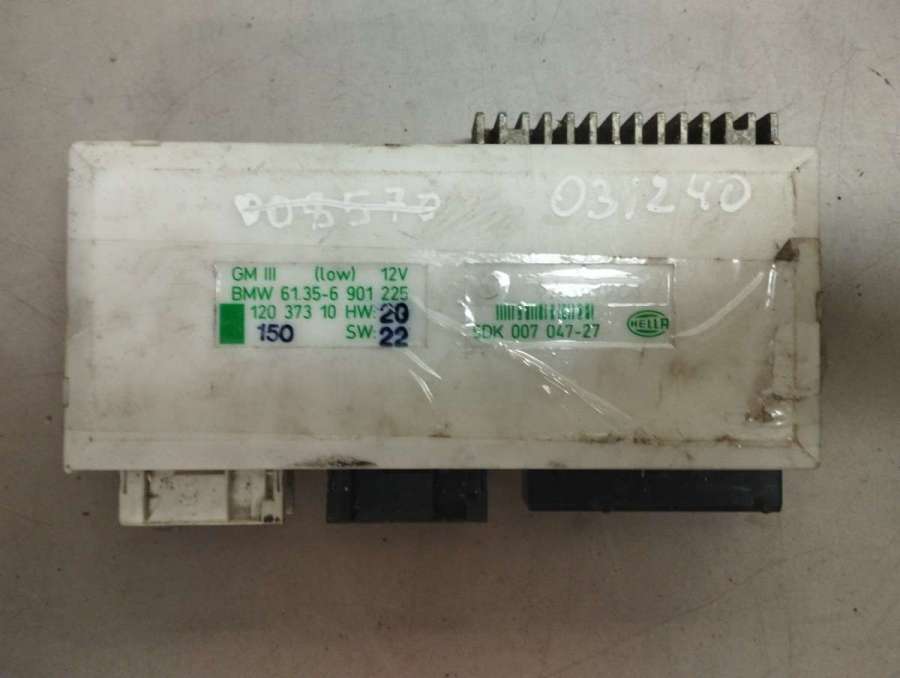 031240
GM III (low) 12V
BMW 61.35-6 901 225
120 373 10 HW: 20
150 SW: 22
5DK 007 047-27
HELLA